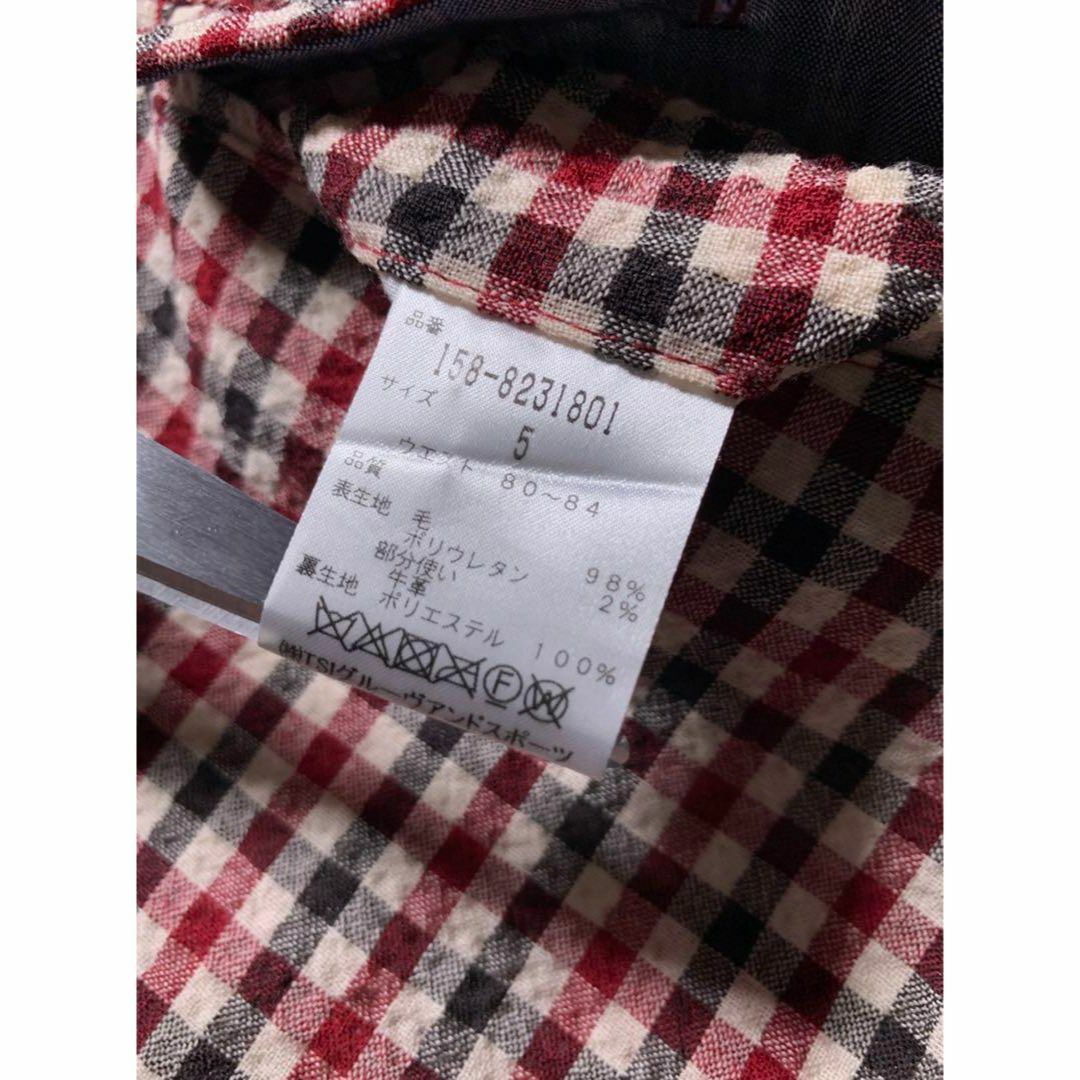 品番
158-8231801
サイズ 5
ウエスト 80～84
品質
表生地 毛 98%
ポリウレタン 2%
部分使い
牛革
裏生地 ポリエステル 100%
F W
㈱TSIグルーヴアンドスポーツ